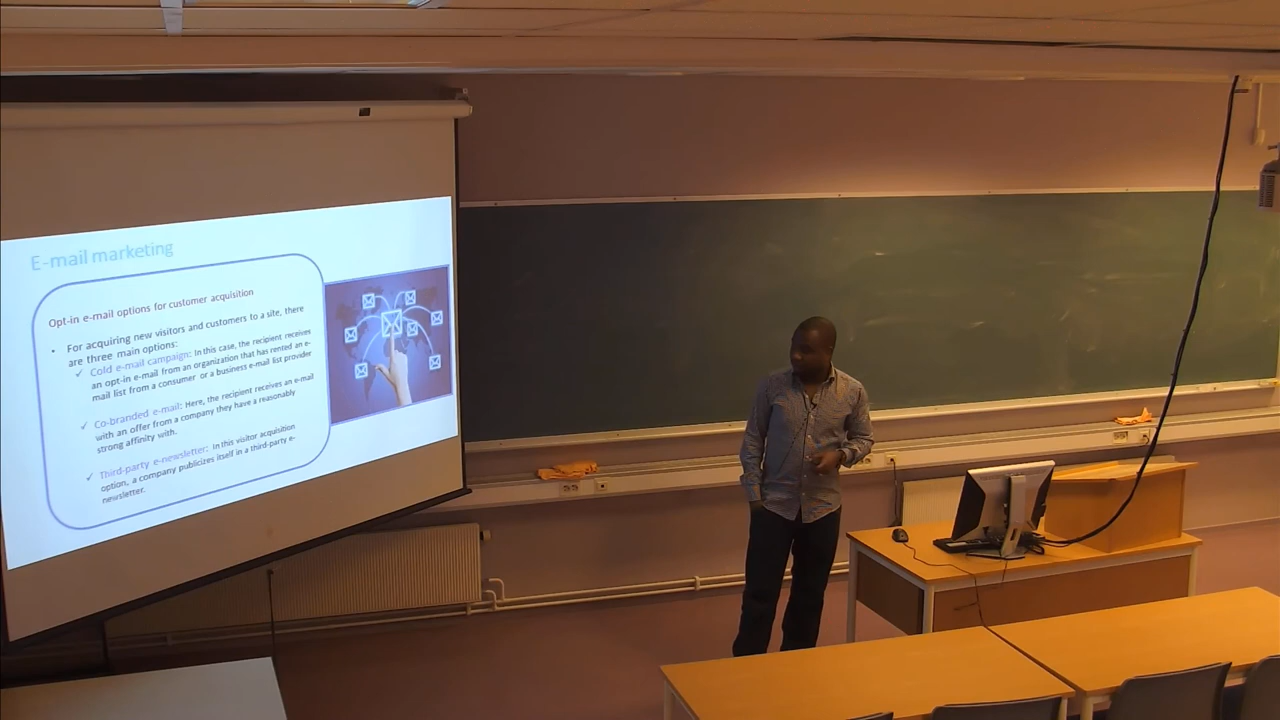 E-mail marketing
Opt-in e-mail options for customer acquisition
• For acquiring new visitors and customers to a site, there
are three main options:
✓ Cold e-mail campaign: In this case, the recipient receives
an opt-in e-mail from an organization that has rented an e-
mail list from a consumer or a business e-mail list provider
✓ Co-branded e-mail: Here, the recipient receives an e-mail
with an offer from a company they have a reasonably
strong affinity with.
✓ Third-party e-newsletter: In this visitor acquisition
option, a company publicizes itself in a third-party e-
newsletter.